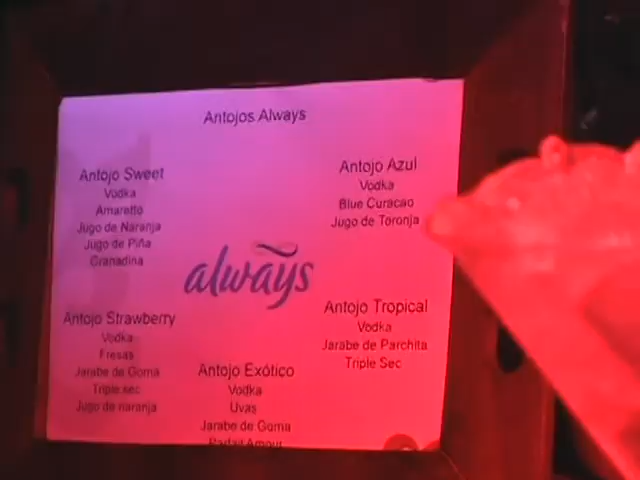 Antojos Always
Antojo Sweet
Vodka
Amaretto
Jugo de Naranja
Jugo de Piña
Granadina
Antojo Azul
Vodka
Blue Curacao
Jugo de Toronja
always
Antojo Strawberry
Vodka
Fresas
Jarabe de Goma
Triple sec
Jugo de naranja
Antojo Exótico
Vodka
Uvas
Jarabe de Goma
Parfait Amour
Antojo Tropical
Vodka
Jarabe de Parchita
Triple Sec